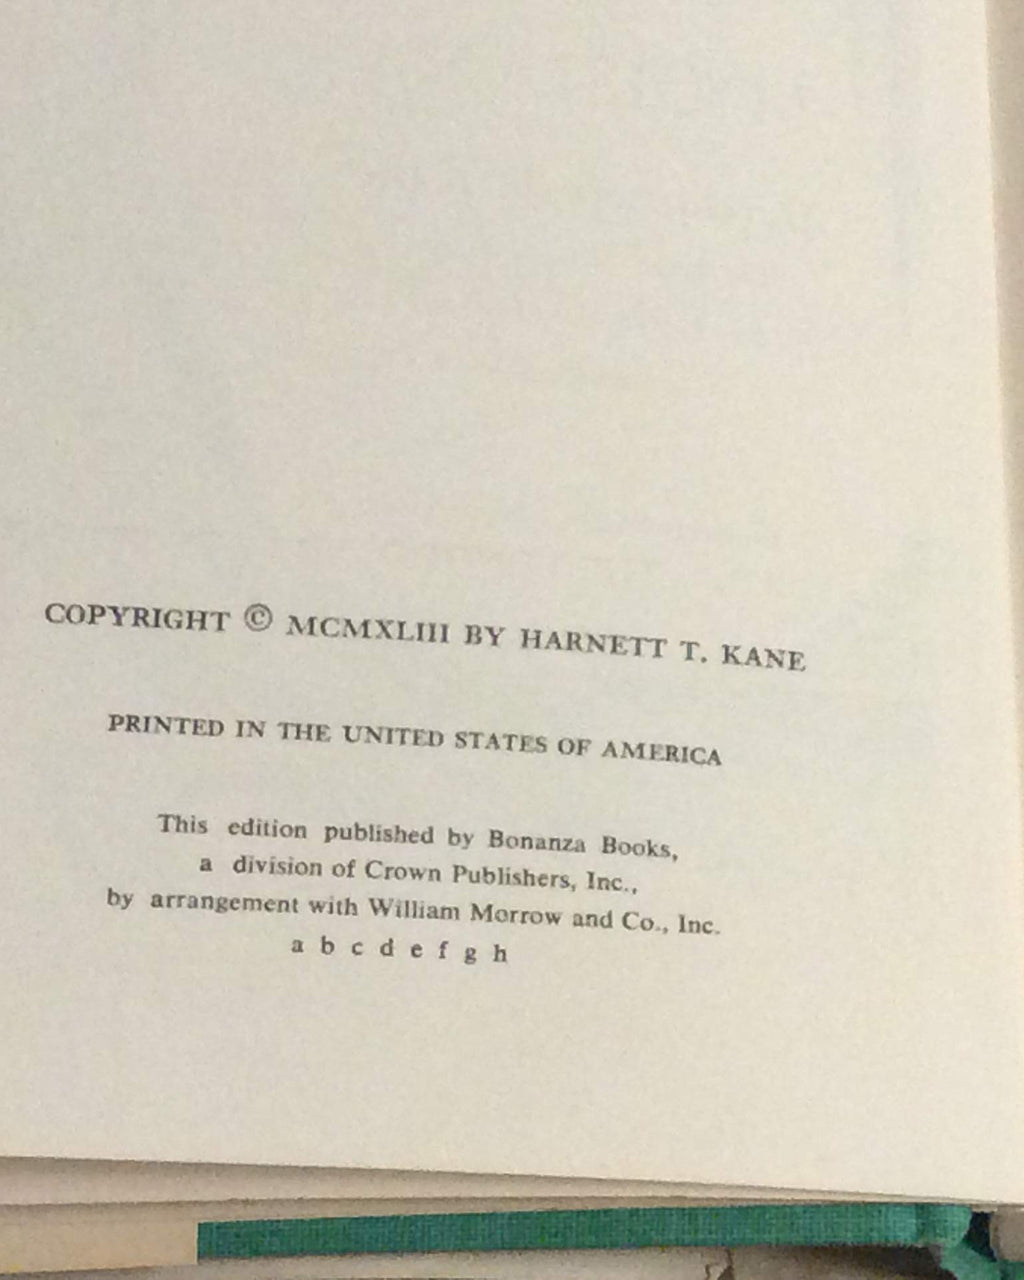 COPYRIGHT © MCMXLIII BY HARNETT T. KANE
PRINTED IN THE UNITED STATES OF AMERICA
This edition published by Bonanza Books,
a division of Crown Publishers, Inc.,
by arrangement with William Morrow and Co., Inc.
a b c d e f g h